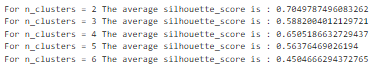 For n_clusters = 2 The average silhouette_score is : 0.7049787496083262
For n_clusters = 3 The average silhouette_score is : 0.5882004012129721
For n_clusters = 4 The average silhouette_score is : 0.6505186632729437
For n_clusters = 5 The average silhouette_score is : 0.56376469026194
For n_clusters = 6 The average silhouette_score is : 0.4504666294372765